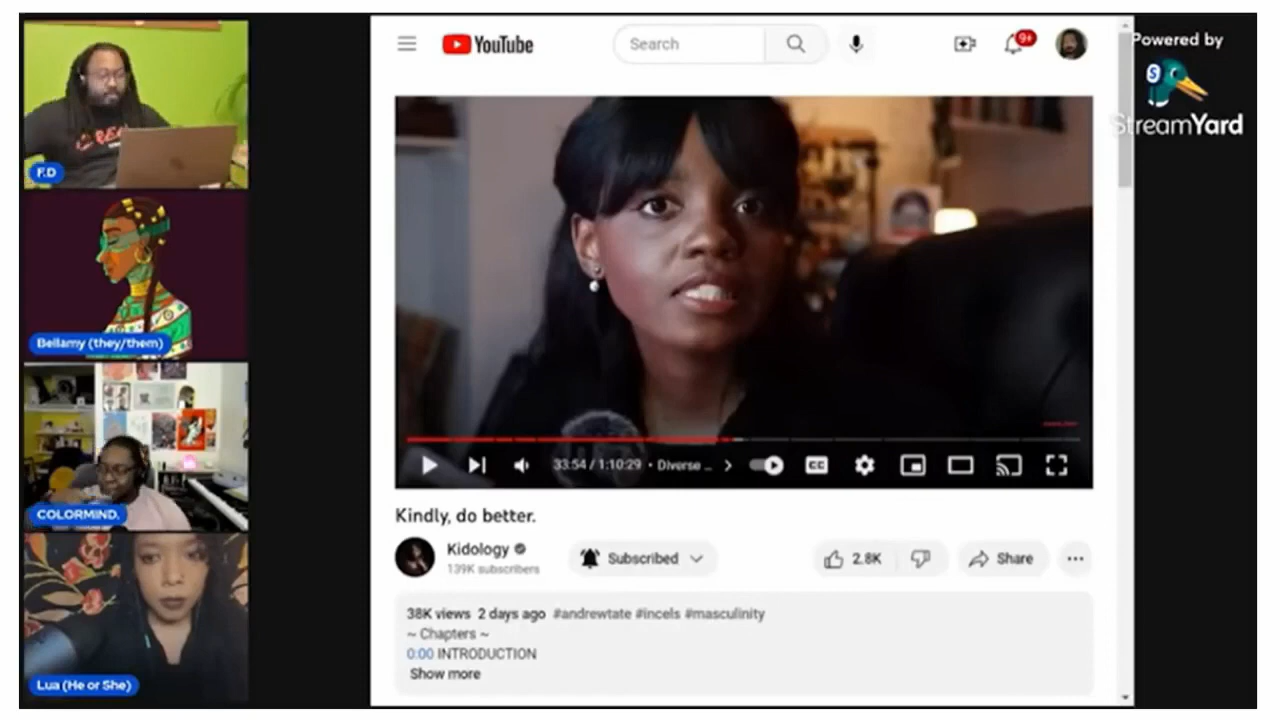 YouTube
Search
9+
Powered by
StreamYard
F.D
Bellamy (they/them)
COLORMIND.
Lua (He or She)
33:54 / 1:10:29 • Diverse ...
CC
Kindly, do better.
Kidology
139K subscribers
Subscribed
2.8K
Share
38K views 2 days ago #andrewtate #incels #masculinity
~ Chapters ~
0:00 INTRODUCTION
Show more